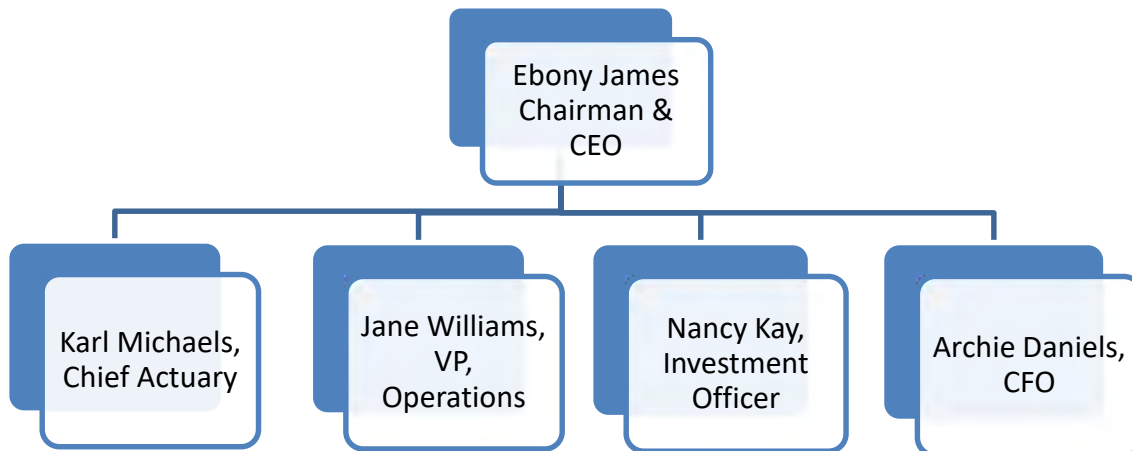 Ebony James
Chairman &
CEO
Karl Michaels,
Chief Actuary
Jane Williams,
VP,
Operations
Nancy Kay,
Investment
Officer
Archie Daniels,
CFO